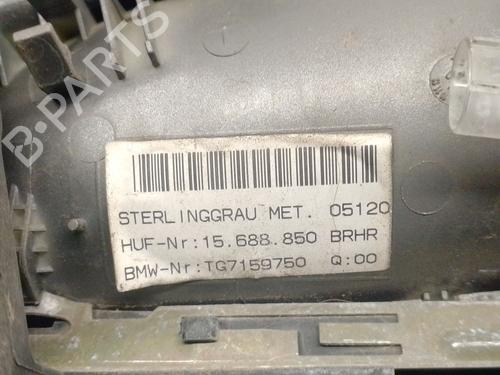 B-PARTS
STERLINGGRAU MET. 05120
HUF-Nr:15.688.850 BRHR
BMW-Nr:TG7159750 Q:00